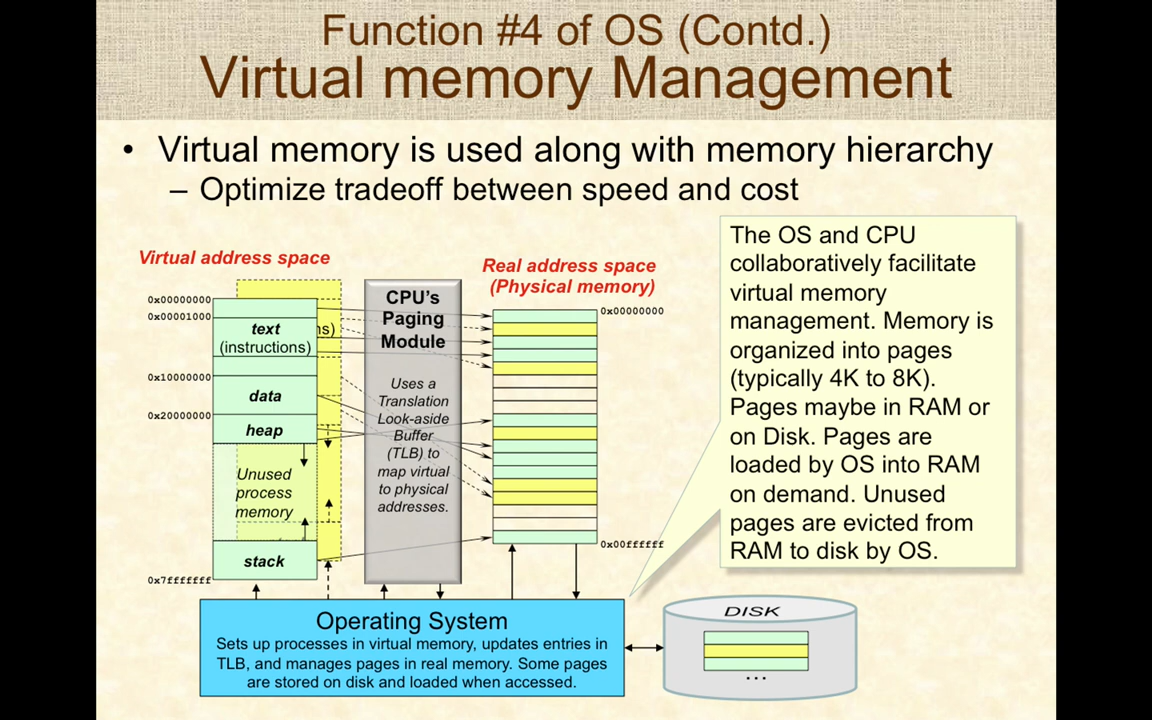 Function #4 of OS (Contd.)
Virtual memory Management
• Virtual memory is used along with memory hierarchy
– Optimize tradeoff between speed and cost
Virtual address space
0x00000000
0x00001000
text
(instructions)
ns)
0x10000000
data
0x20000000
heap
Unused
process
memory
stack
0x7fffffff
CPU's
Paging
Module
Uses a
Translation
Look-aside
Buffer
(TLB) to
map virtual
to physical
addresses.
Real address space
(Physical memory)
0x00000000
0x00ffffff
The OS and CPU
collaboratively facilitate
virtual memory
management. Memory is
organized into pages
(typically 4K to 8K).
Pages maybe in RAM or
on Disk. Pages are
loaded by OS into RAM
on demand. Unused
pages are evicted from
RAM to disk by OS.
Operating System
Sets up processes in virtual memory, updates entries in
TLB, and manages pages in real memory. Some pages
are stored on disk and loaded when accessed.
DISK
...